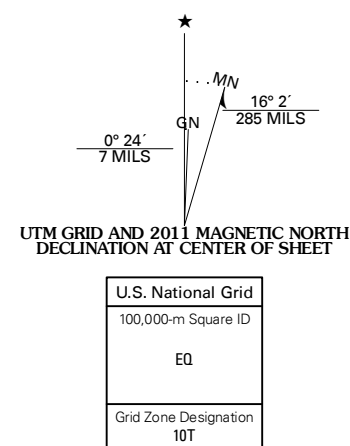 ★
MN
GN
16° 2´
285 MILS
0° 24´
7 MILS
UTM GRID AND 2011 MAGNETIC NORTH
DECLINATION AT CENTER OF SHEET
U.S. National Grid
100,000-m Square ID
EQ
Grid Zone Designation
10T